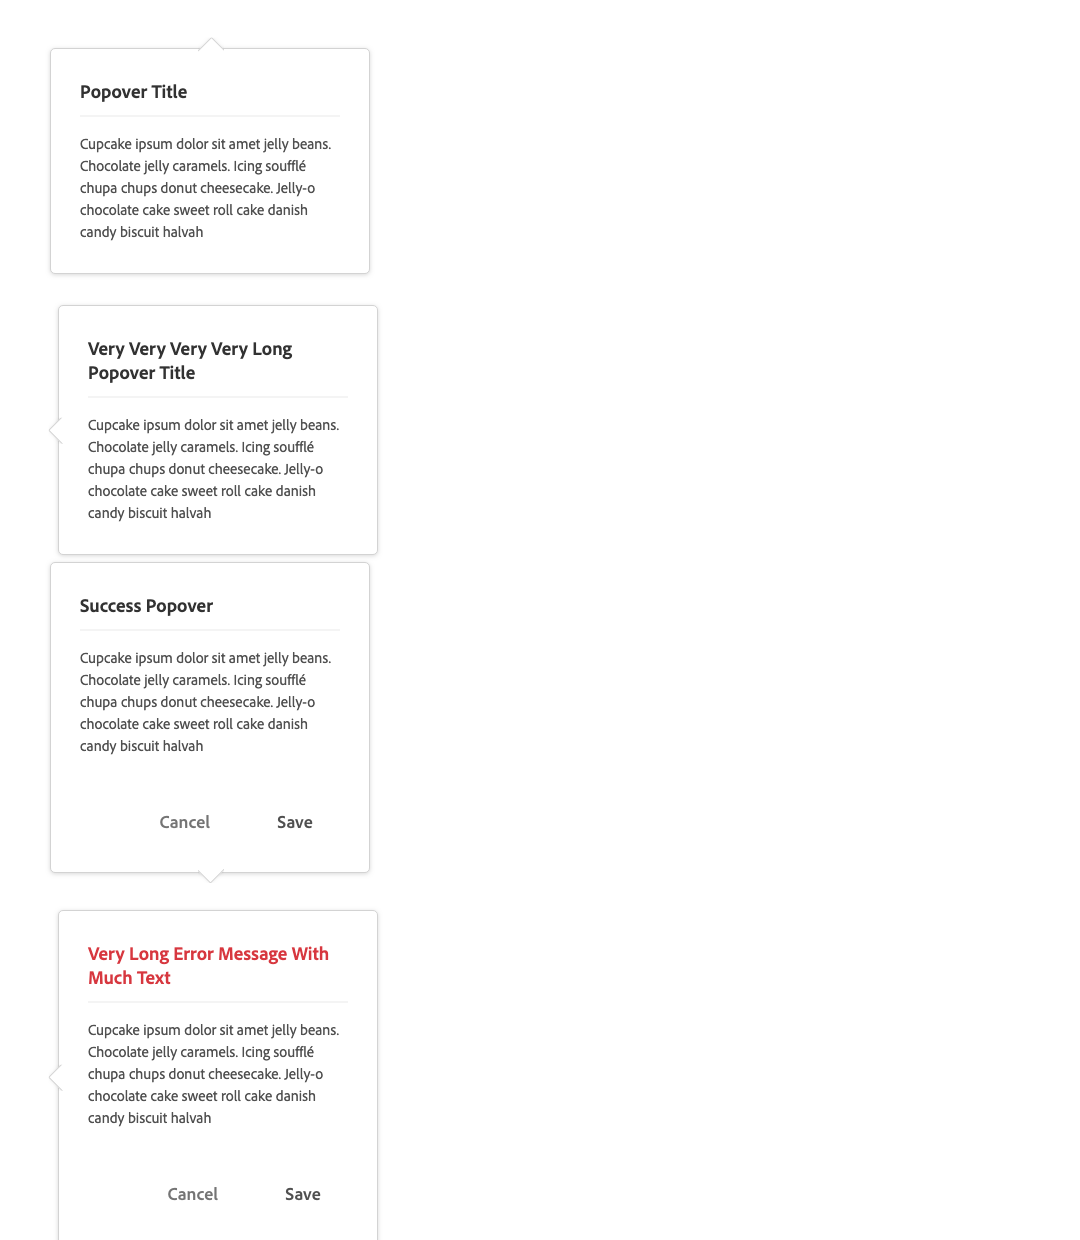 Popover Title
Cupcake ipsum dolor sit amet jelly beans.
Chocolate jelly caramels. Icing soufflé
chupa chups donut cheesecake. Jelly-o
chocolate cake sweet roll cake danish
candy biscuit halvah
Very Very Very Very Long
Popover Title
Cupcake ipsum dolor sit amet jelly beans.
Chocolate jelly caramels. Icing soufflé
chupa chups donut cheesecake. Jelly-o
chocolate cake sweet roll cake danish
candy biscuit halvah
Success Popover
Cupcake ipsum dolor sit amet jelly beans.
Chocolate jelly caramels. Icing soufflé
chupa chups donut cheesecake. Jelly-o
chocolate cake sweet roll cake danish
candy biscuit halvah
Cancel Save
Very Long Error Message With
Much Text
Cupcake ipsum dolor sit amet jelly beans.
Chocolate jelly caramels. Icing soufflé
chupa chups donut cheesecake. Jelly-o
chocolate cake sweet roll cake danish
candy biscuit halvah
Cancel Save